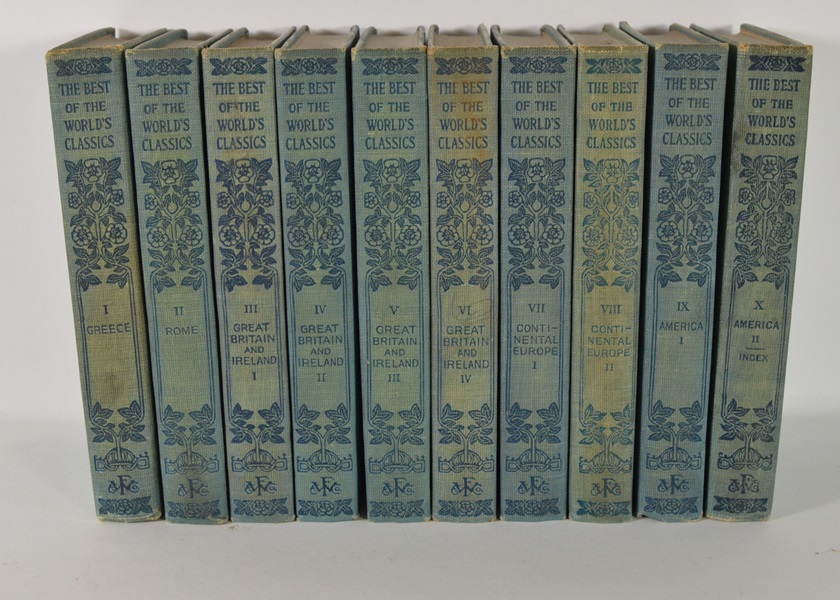 THE BEST
OF THE
WORLD'S
CLASSICS
I
GREECE
THE BEST
OF THE
WORLD'S
CLASSICS
II
ROME
THE BEST
OF THE
WORLD'S
CLASSICS
III
GREAT
BRITAIN
AND
IRELAND
I
THE BEST
OF THE
WORLD'S
CLASSICS
IV
GREAT
BRITAIN
AND
IRELAND
II
THE BEST
OF THE
WORLD'S
CLASSICS
V
GREAT
BRITAIN
AND
IRELAND
III
THE BEST
OF THE
WORLD'S
CLASSICS
VI
GREAT
BRITAIN
AND
IRELAND
IV
THE BEST
OF THE
WORLD'S
CLASSICS
VII
CONTI-
NENTAL
EUROPE
I
THE BEST
OF THE
WORLD'S
CLASSICS
VIII
CONTI-
NENTAL
EUROPE
II
THE BEST
OF THE
WORLD'S
CLASSICS
IX
AMERICA
I
THE BEST
OF THE
WORLD'S
CLASSICS
X
AMERICA
II
INDEX